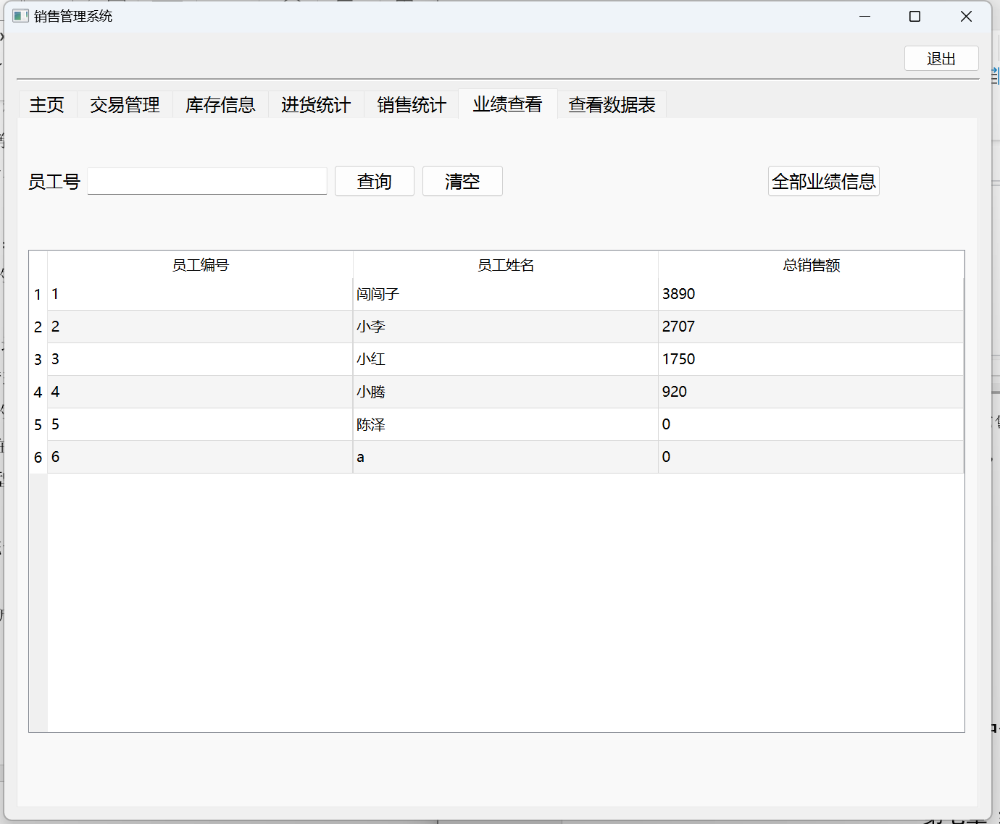 销售管理系统
退出
主页 交易管理 库存信息 进货统计 销售统计 业绩查看 查看数据表
员工号 查询 清空 全部业绩信息
员工编号 员工姓名 总销售额
1 1 闯闯子 3890
2 2 小李 2707
3 3 小红 1750
4 4 小腾 920
5 5 陈泽 0
6 6 a 0